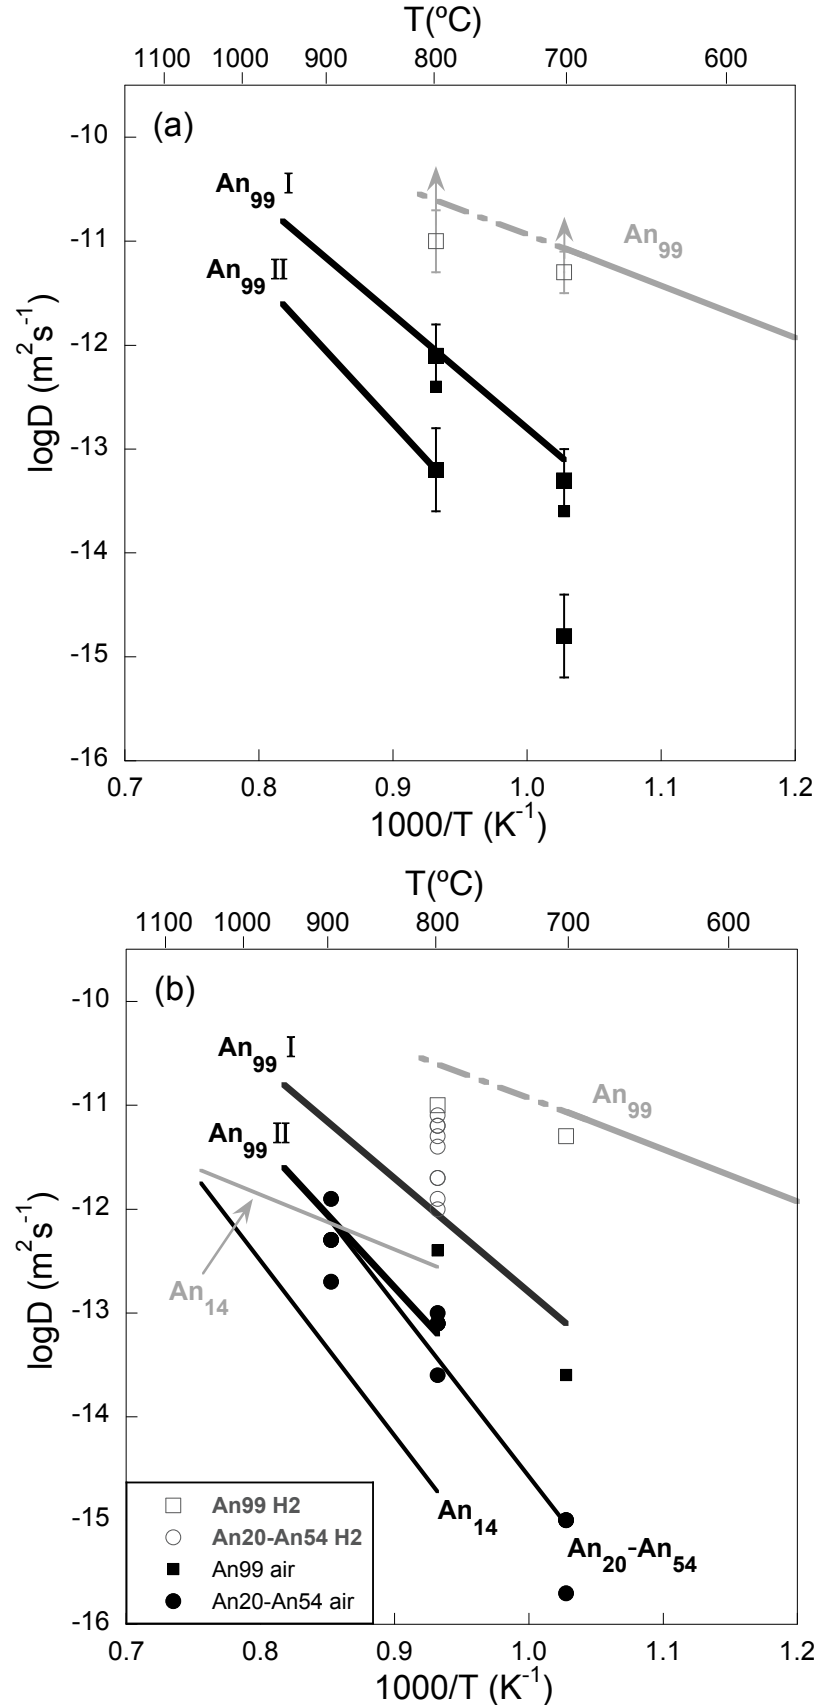 T(ºC)
1100 1000 900 800 700 600
(a)
An99 I
An99 II
An99
-10
-11
-12
-13
-14
-15
-16
logD (m2s-1)
0.7 0.8 0.9 1.0 1.1 1.2
1000/T (K-1)
T(ºC)
1100 1000 900 800 700 600
(b)
An99 I
An99 II
An99
An14
An14
An20-An54
-10
-11
-12
-13
-14
-15
-16
logD (m2s-1)
An99 H2
An20-An54 H2
An99 air
An20-An54 air
0.7 0.8 0.9 1.0 1.1 1.2
1000/T (K-1)